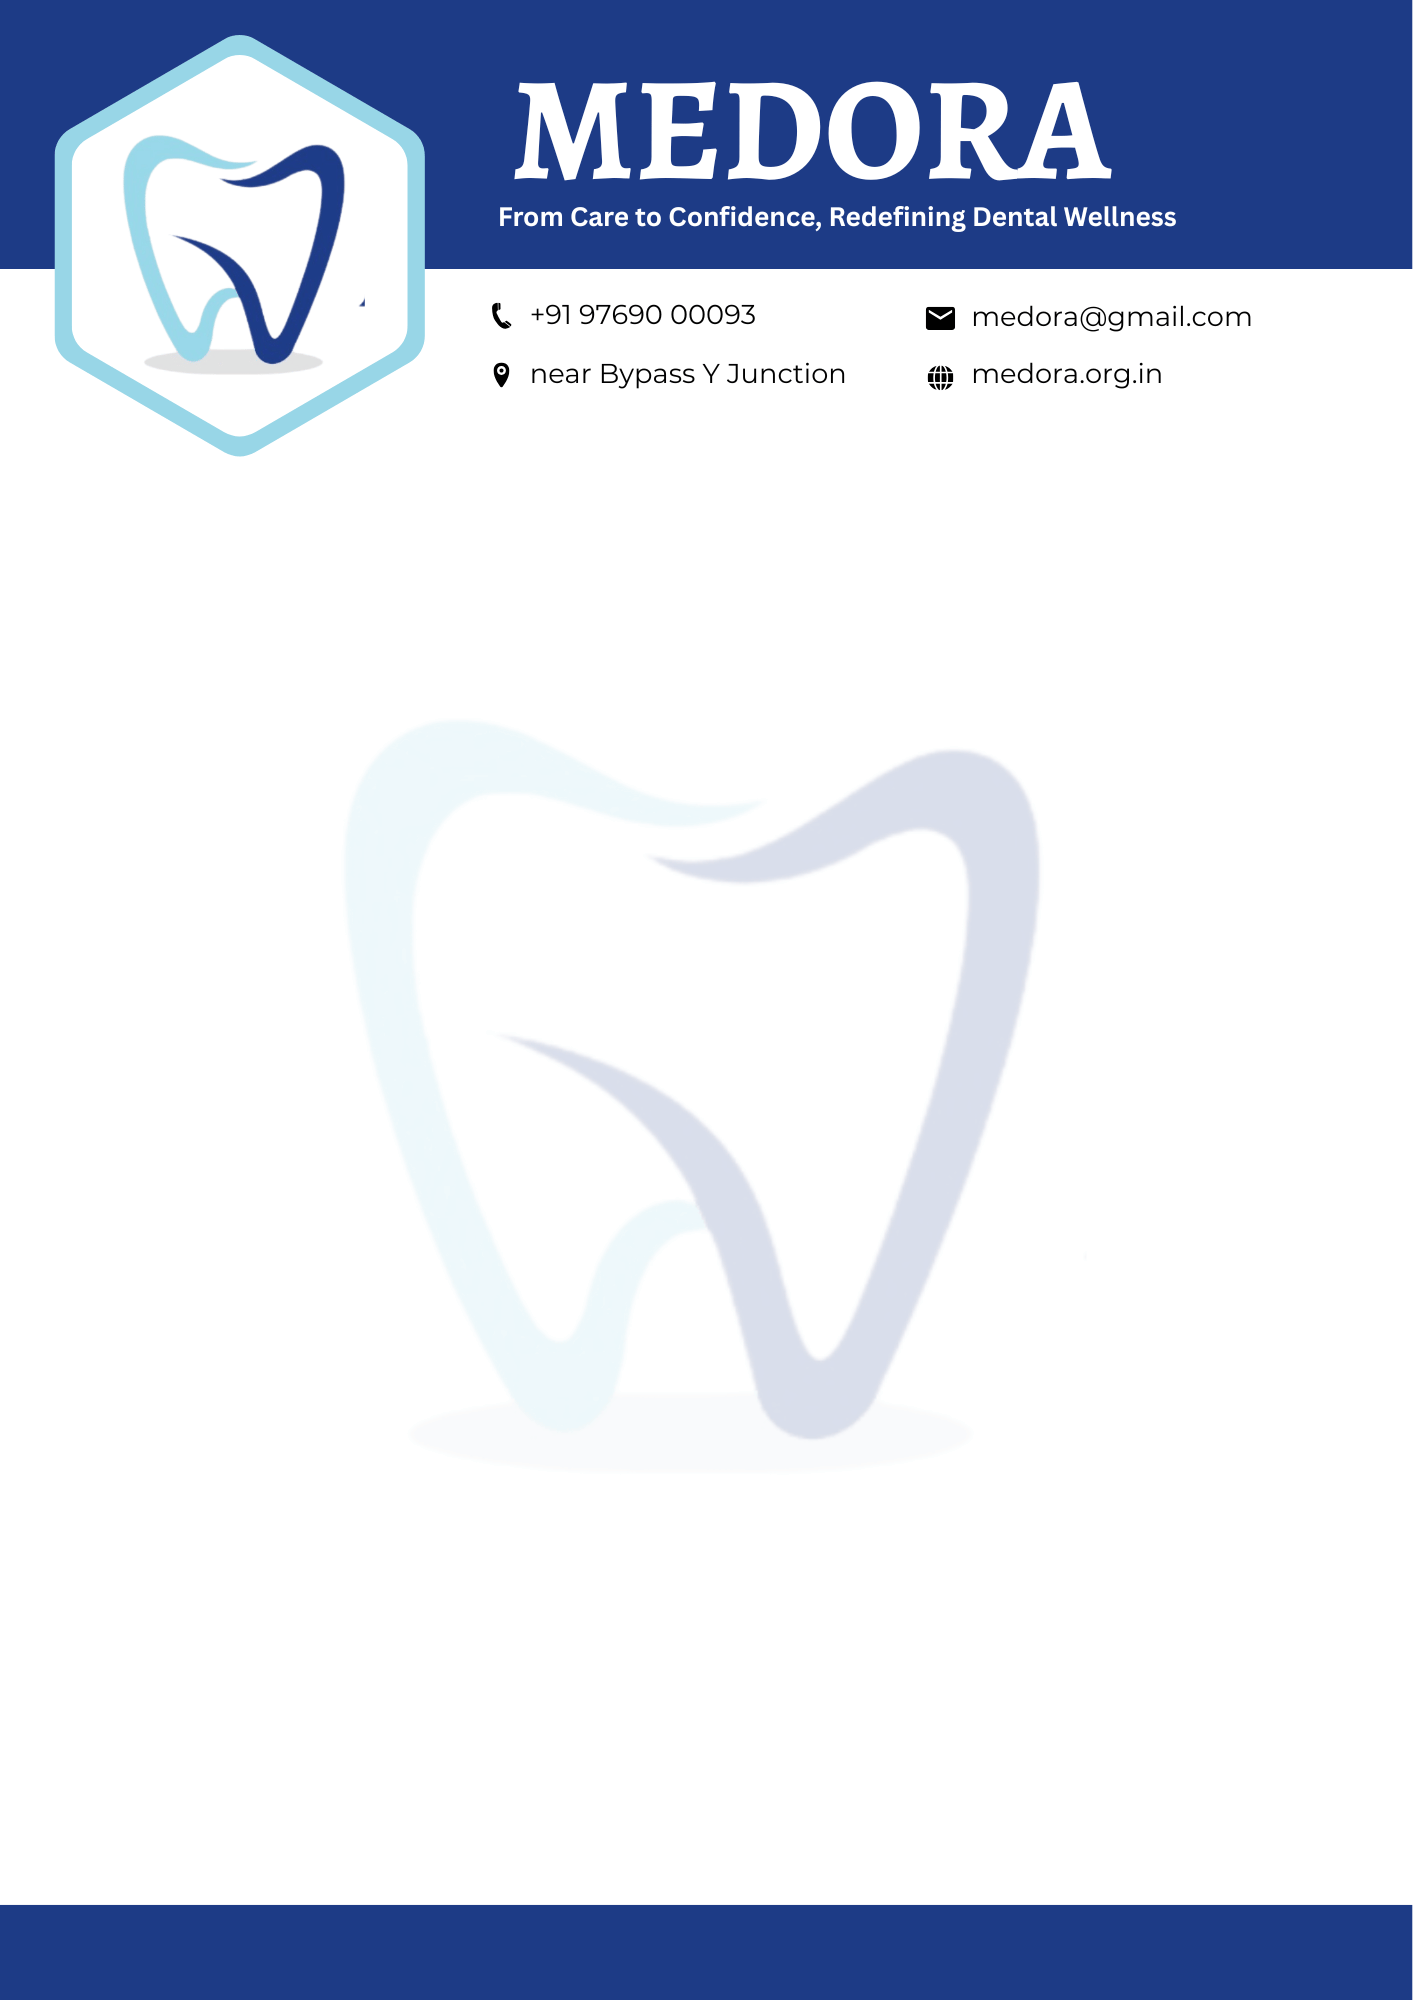 MEDORA
From Care to Confidence, Redefining Dental Wellness
+91 97690 00093
medora@gmail.com
near Bypass Y Junction
medora.org.in